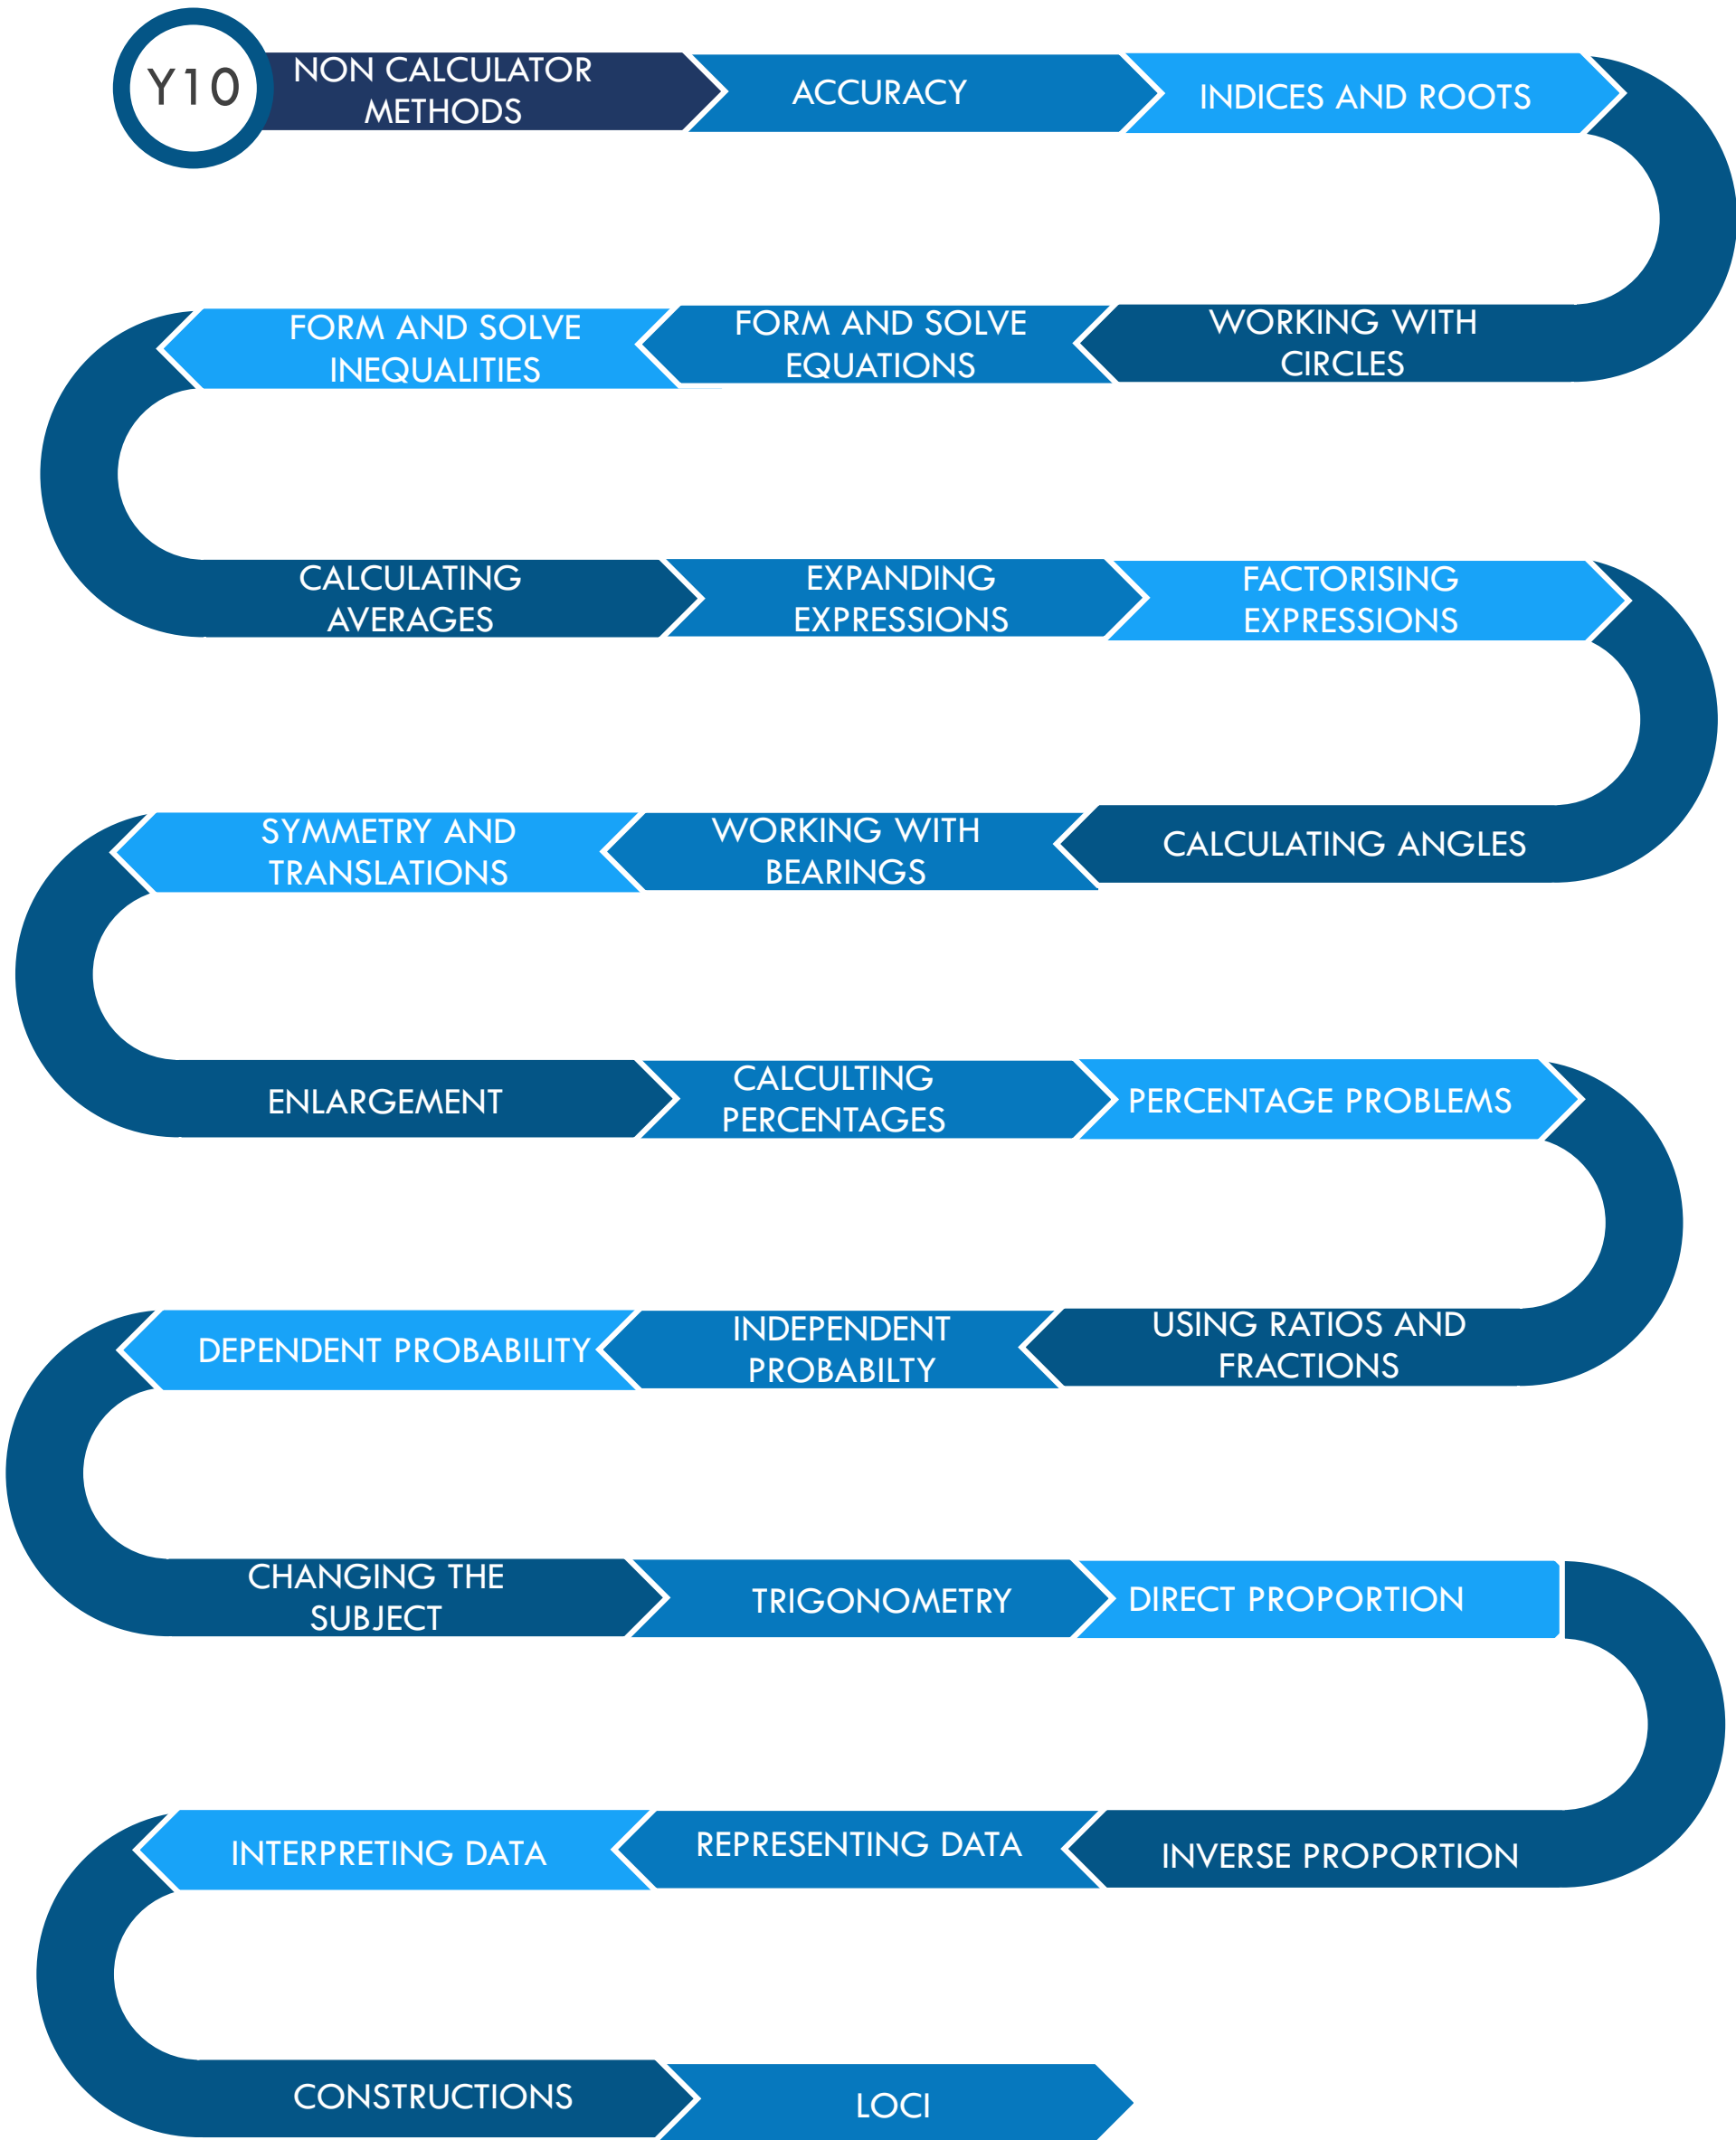 Y10
NON CALCULATOR
METHODS
ACCURACY
INDICES AND ROOTS
WORKING WITH
CIRCLES
FORM AND SOLVE
EQUATIONS
FORM AND SOLVE
INEQUALITIES
CALCULATING
AVERAGES
EXPANDING
EXPRESSIONS
FACTORISING
EXPRESSIONS
CALCULATING ANGLES
WORKING WITH
BEARINGS
SYMMETRY AND
TRANSLATIONS
ENLARGEMENT
CALCULTING
PERCENTAGES
PERCENTAGE PROBLEMS
USING RATIOS AND
FRACTIONS
INDEPENDENT
PROBABILTY
DEPENDENT PROBABILITY
CHANGING THE
SUBJECT
TRIGONOMETRY
DIRECT PROPORTION
INVERSE PROPORTION
REPRESENTING DATA
INTERPRETING DATA
CONSTRUCTIONS
LOCI